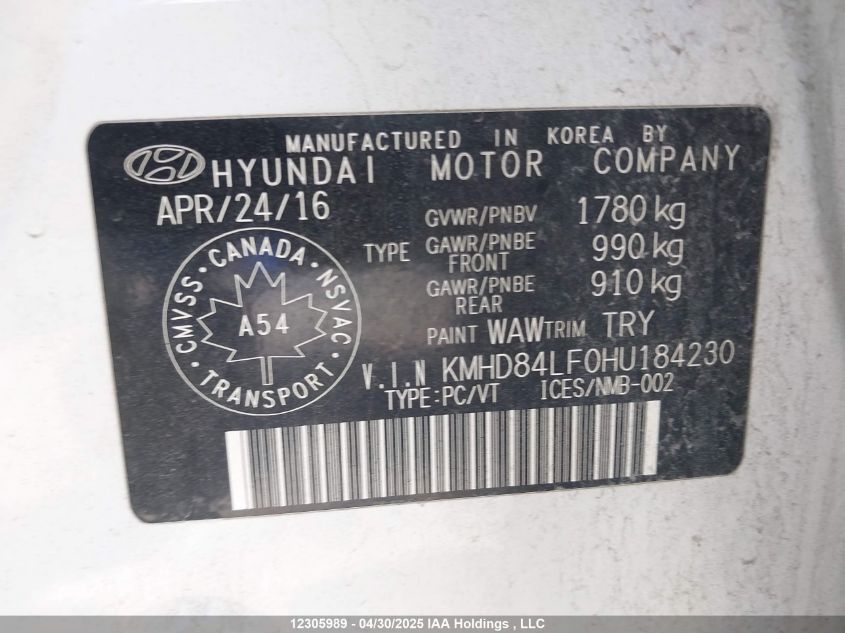 MANUFACTURED IN KOREA BY
HYUNDAI MOTOR COMPANY
APR/24/16
GVWR/PNBV 1780 kg
TYPE GAWR/PNBE FRONT 990 kg
GAWR/PNBE REAR 910 kg
PAINT WAW TRIM TRY
V.I.N KMHD84LF0HU184230
TYPE:PC/VT ICES/NMB-002
CMVSS · CANADA · NSVAC · TRANSPORT ·
A54
12305989 - 04/30/2025 IAA Holdings , LLC